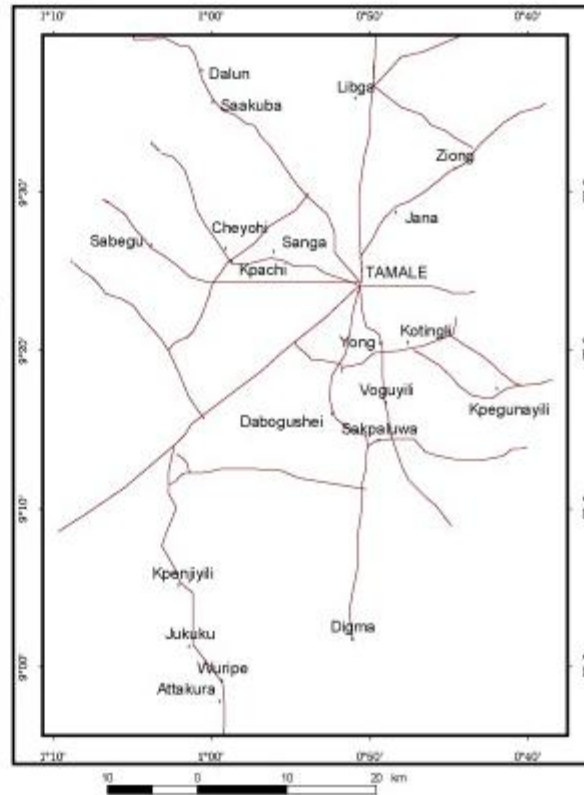 1°10' 1°00' 0°50' 0°40'
Dalun
Libga
Saakuba
Ziong
9°30'
Jana
Cheyohi
Sabegu
Sanga
Kpachi
TAMALE
9°20'
Yong
Kotingli
Voguyili
Kpegunayili
Dabogushei
Sakpaluwa
9°10'
Kpenjiyili
Digma
Jukuku
9°00'
Wuripe
Attakura
1°10' 1°00' 0°50' 0°40'
10 0 10 20 km